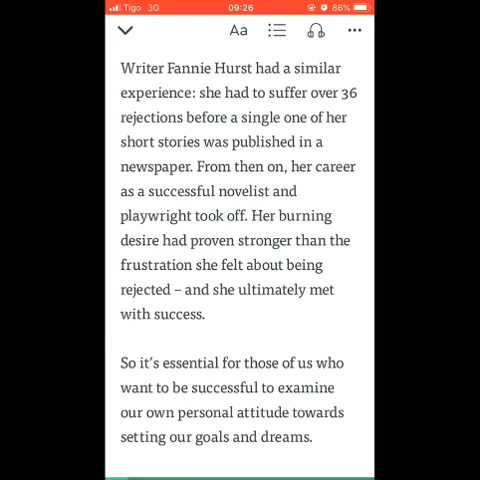 Tigo 3G 09:26 86%
Aa
Writer Fannie Hurst had a similar
experience: she had to suffer over 36
rejections before a single one of her
short stories was published in a
newspaper. From then on, her career
as a successful novelist and
playwright took off. Her burning
desire had proven stronger than the
frustration she felt about being
rejected – and she ultimately met
with success.
So it's essential for those of us who
want to be successful to examine
our own personal attitude towards
setting our goals and dreams.